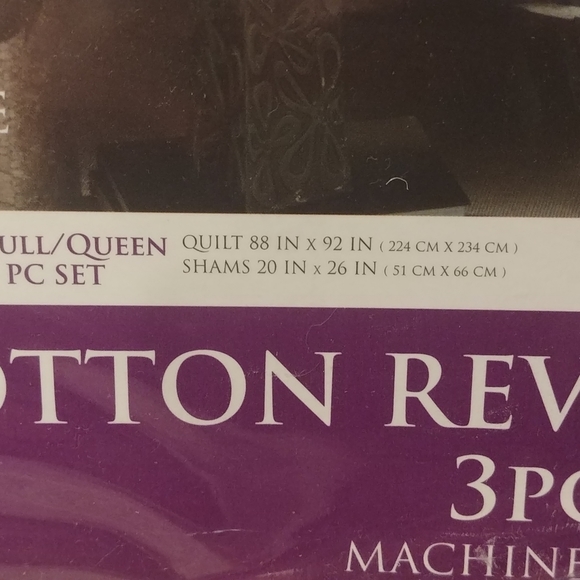 E
ULL/QUEEN QUILT 88 IN X 92 IN ( 224 CM X 234 CM )
PC SET SHAMS 20 IN X 26 IN ( 51 CM X 66 CM )
OTTON REV
3PC
MACHINE